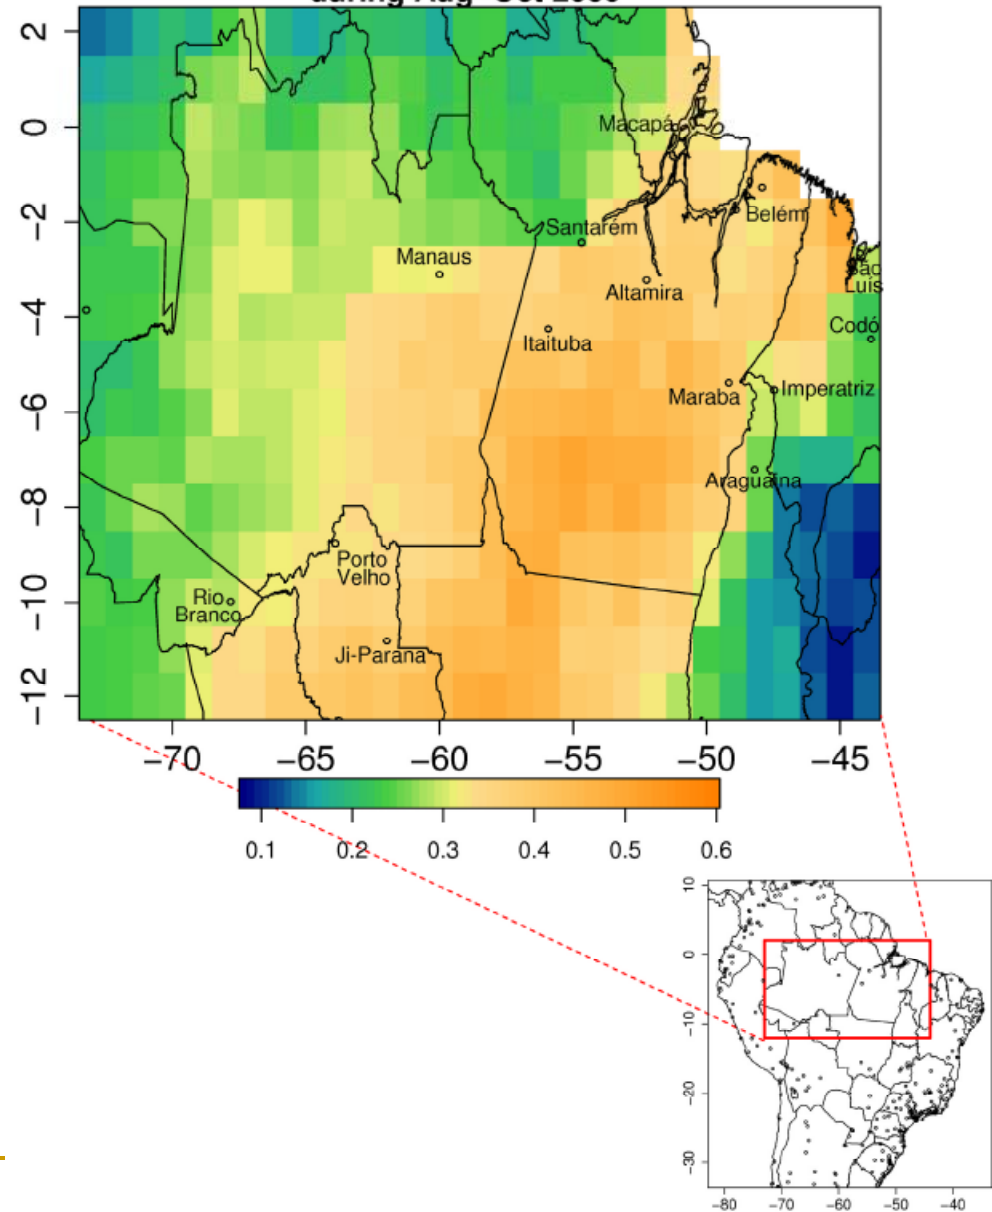 2
0
−2
−4
−6
−8
−10
−12
Macapá
Belém
Santarém
Manaus
São
Luís
Altamira
Codó
Itaituba
Maraba
Imperatriz
Araguaína
Porto
Velho
Rio
Branco
Ji-Parana
−70 −65 −60 −55 −50 −45
0.1 0.2 0.3 0.4 0.5 0.6
10
0
−10
−20
−30
−80 −70 −60 −50 −40